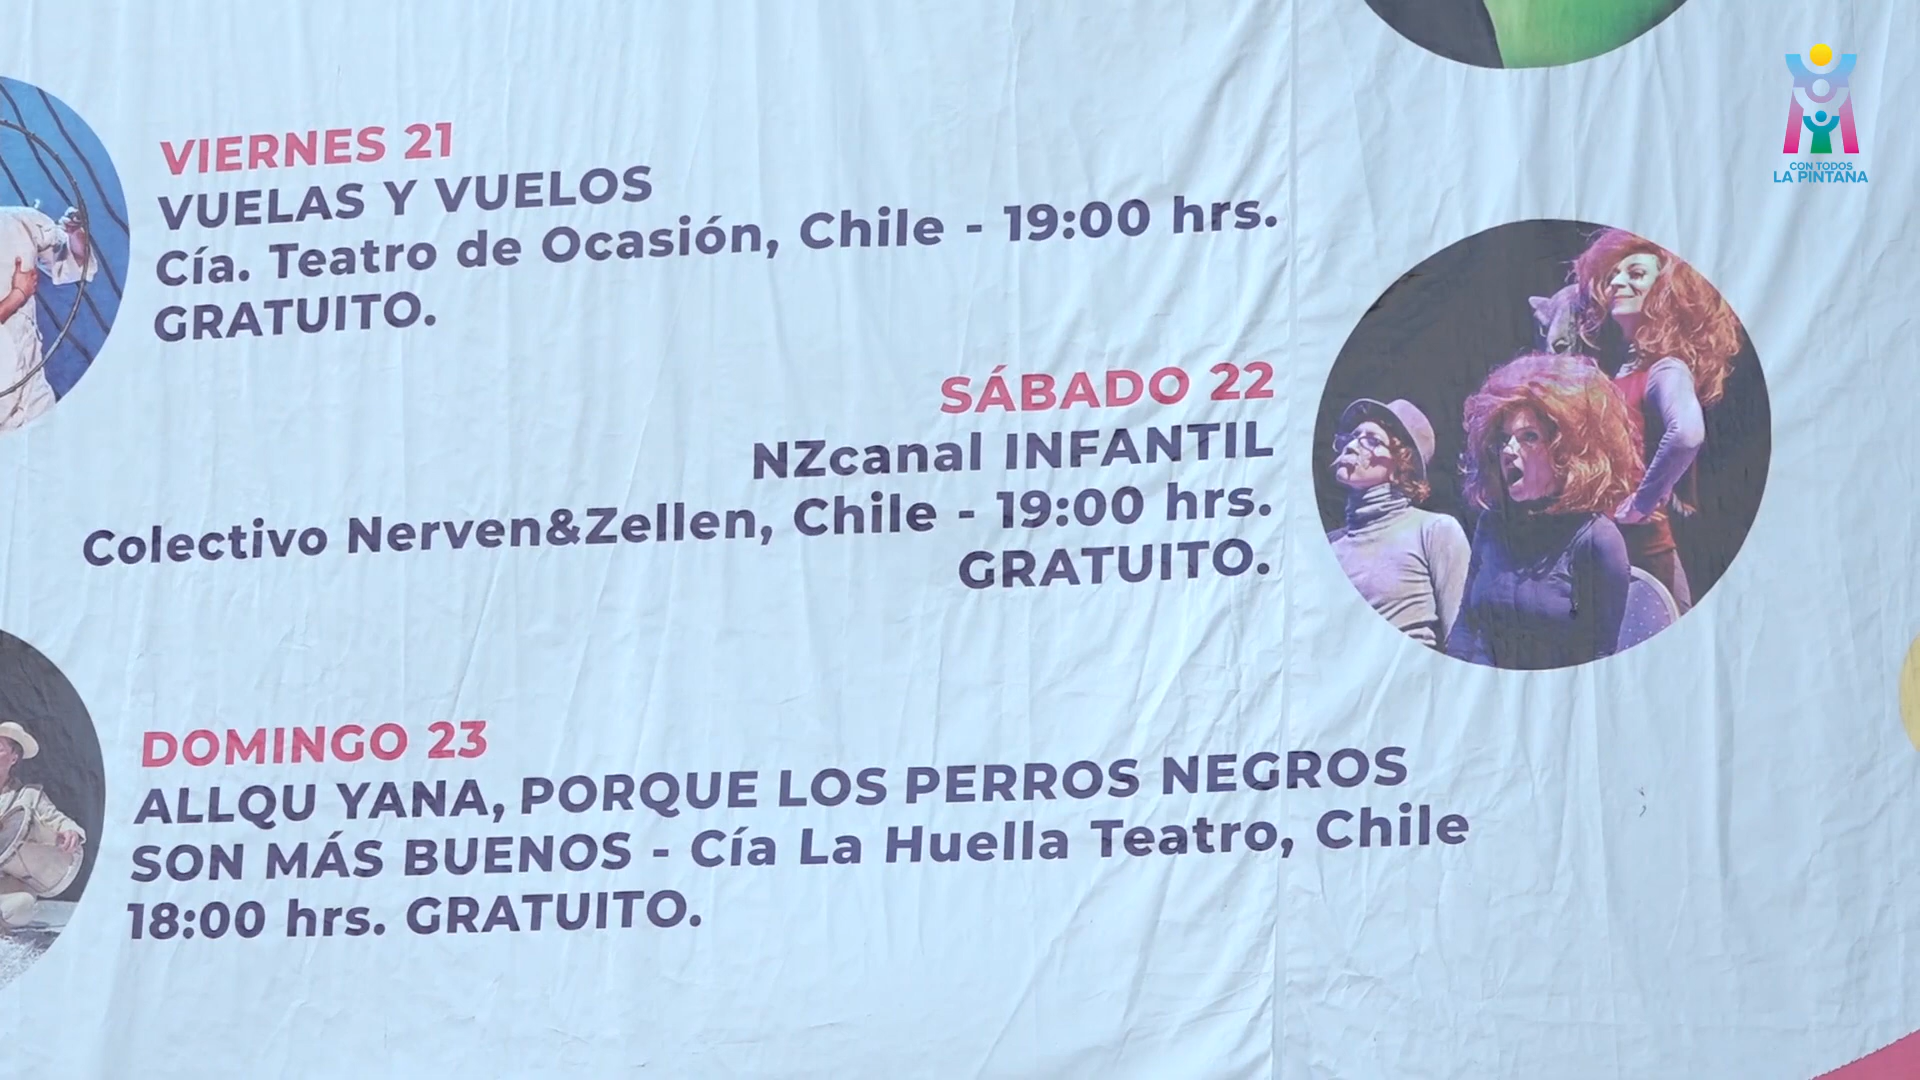 VIERNES 21
VUELAS Y VUELOS
Cía. Teatro de Ocasión, Chile - 19:00 hrs.
GRATUITO.
SÁBADO 22
NZcanal INFANTIL
Colectivo Nerven&Zellen, Chile - 19:00 hrs.
GRATUITO.
DOMINGO 23
ALLQU YANA, PORQUE LOS PERROS NEGROS
SON MÁS BUENOS - Cía La Huella Teatro, Chile
18:00 hrs. GRATUITO.
CON TODOS
LA PINTANA